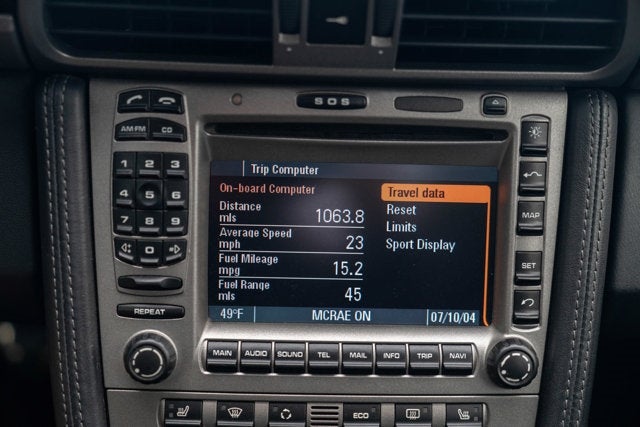 SOS
AM FM CD
1 2 3
4 5 6
7 8 9
0
REPEAT
Trip Computer
On-board Computer
Distance
mls 1063.8
Average Speed
mph 23
Fuel Mileage
mpg 15.2
Fuel Range
mls 45
Travel data
Reset
Limits
Sport Display
49°F MCRAE ON 07/10/04
MAP
SET
MAIN AUDIO SOUND TEL MAIL INFO TRIP NAVI
ECO